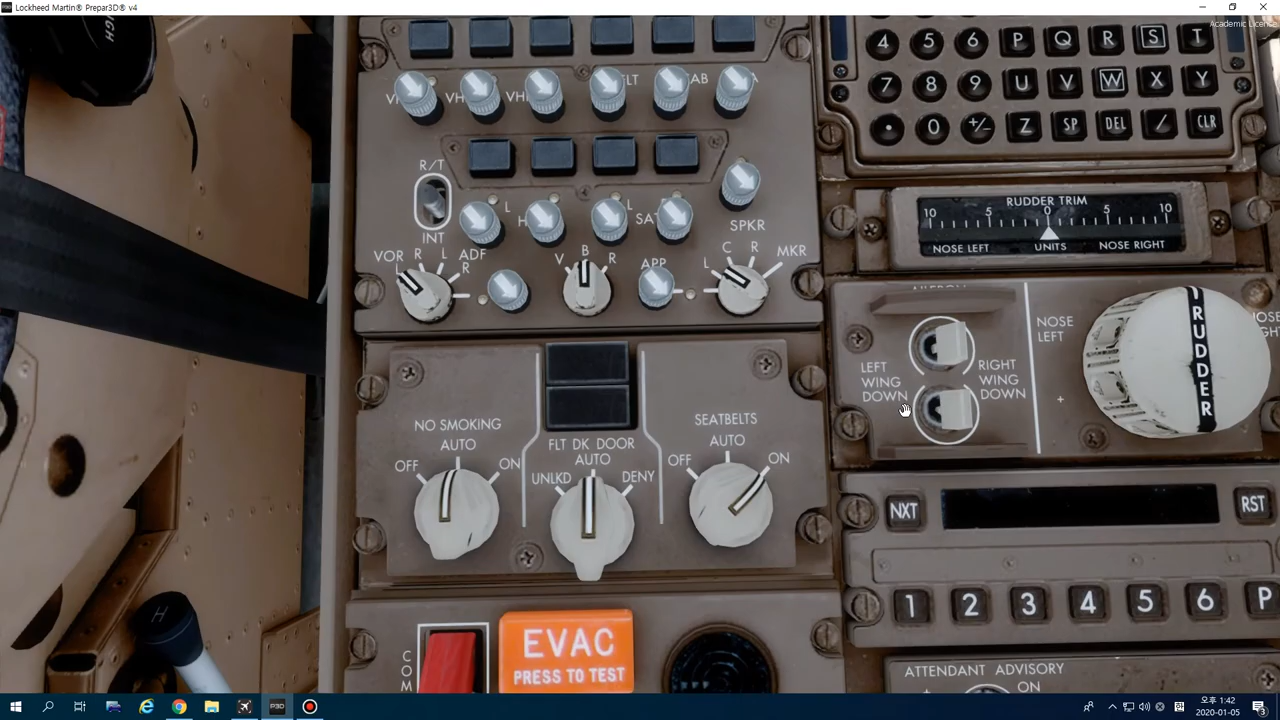 Lockheed Martin® Prepar3D® v4
Academic License
4 5 6 P Q R S T
7 8 9 U V W X Y
• 0 +/- Z SP DEL / CLR
R/T
INT
SPKR
VOR L R L ADF R
V B R
APP
L C R MKR
RUDDER TRIM
10 5 0 5 10
NOSE LEFT UNITS NOSE RIGHT
LEFT WING DOWN
RIGHT WING DOWN
NOSE LEFT
RUDDER
NO SMOKING
OFF AUTO ON
FLT DK DOOR
UNLKD AUTO DENY
SEATBELTS
OFF AUTO ON
NXT RST
1 2 3 4 5 6 P
EVAC
PRESS TO TEST
ATTENDANT ADVISORY
ON
H
P3D
오후 1:42
2020-01-05
3